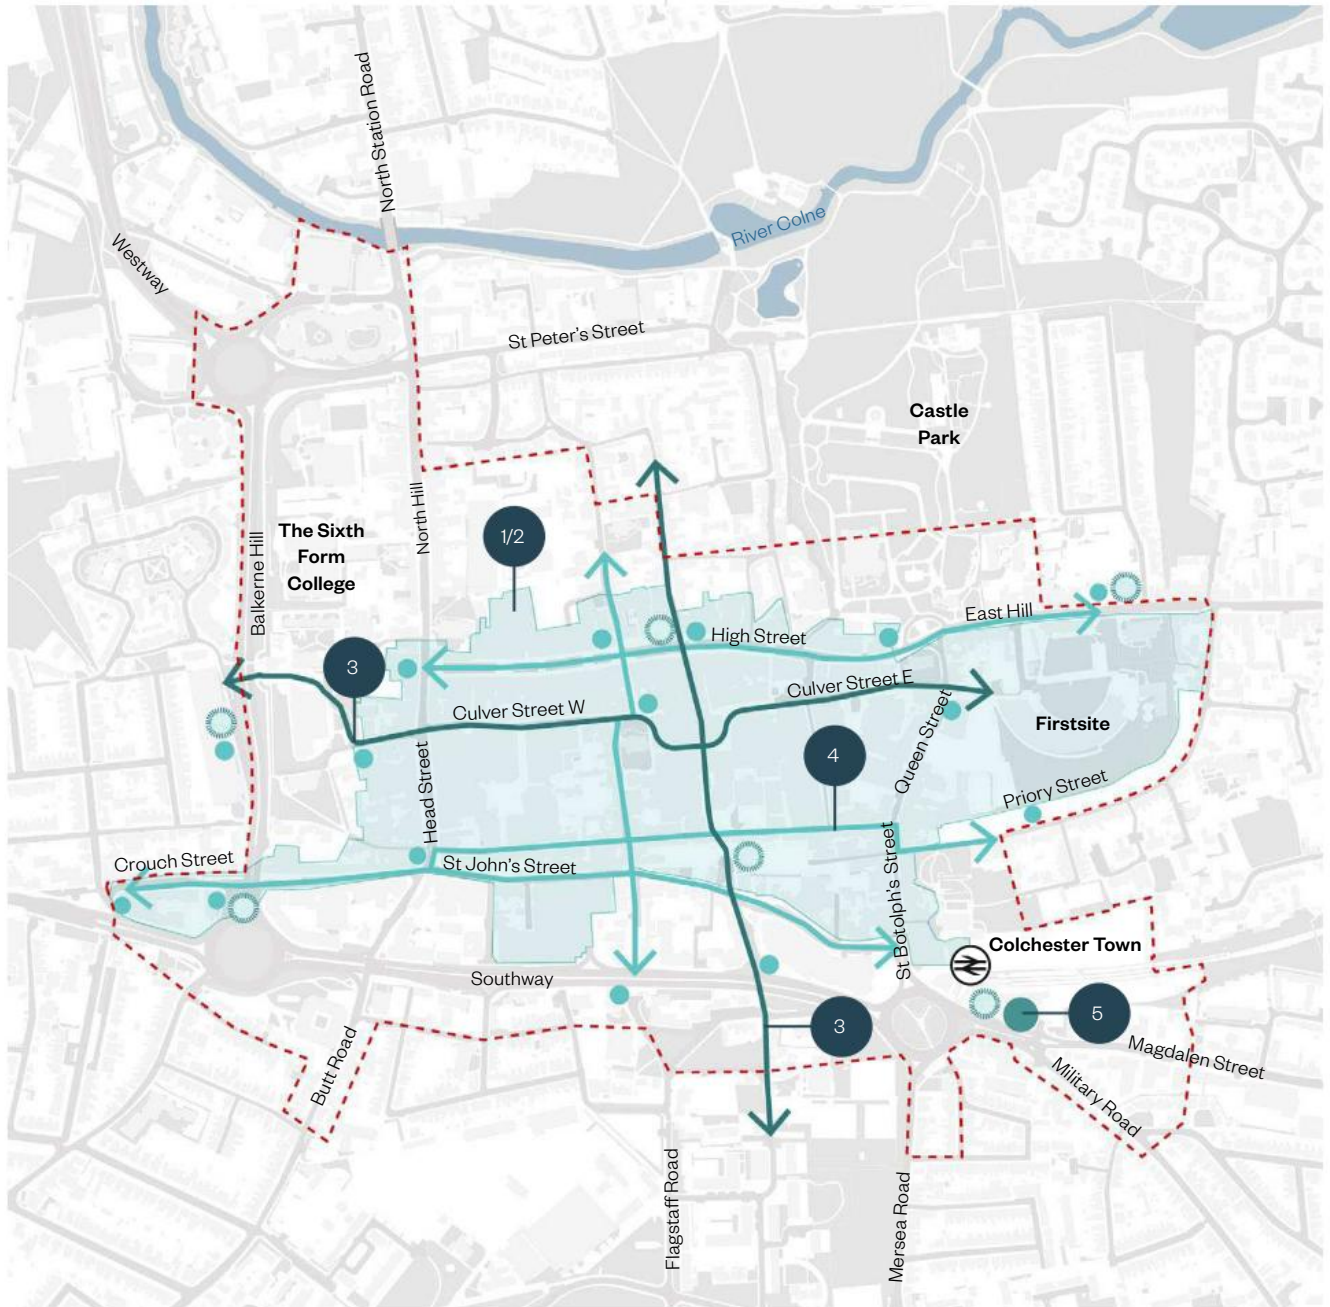 North Station Road
River Colne
Westway
St Peter's Street
Castle
Park
North Hill
The Sixth
Form
College
1/2
Balkerne Hill
East Hill
High Street
3
Culver Street E
Culver Street W
Queen Street
Firstsite
4
Head Street
Priory Street
Crouch Street
St John's Street
St Botolph's Street
Colchester Town
Southway
5
3
Magdalen Street
Butt Road
Military Road
Flagstaff Road
Mersea Road